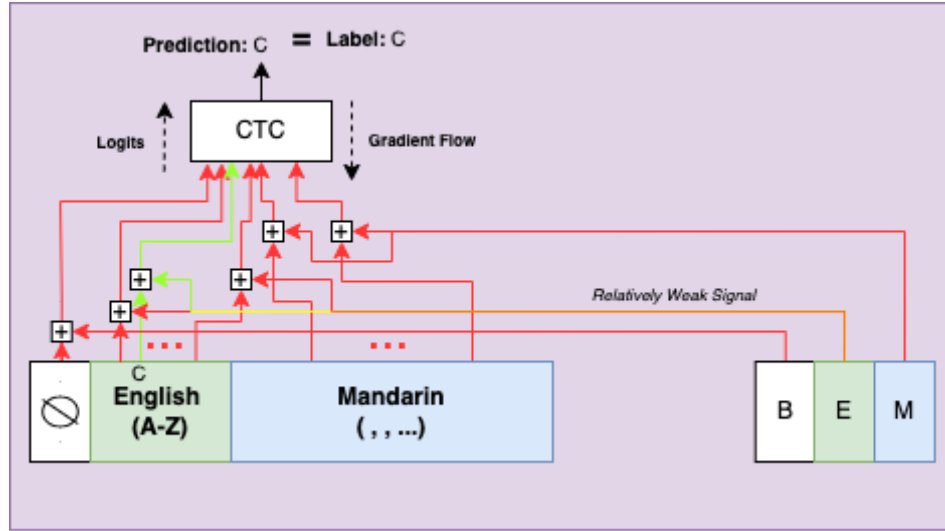 Prediction: C = Label: C
CTC
Logits
Gradient Flow
+ +
+ +
Relatively Weak Signal
+
+
... ...
C
∅ English Mandarin B E M
(A-Z) ( , , ...)